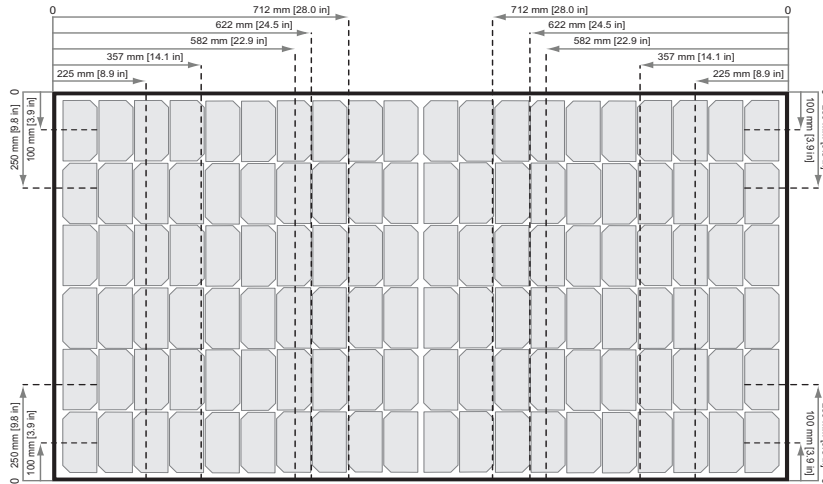 0
712 mm [28.0 in]
712 mm [28.0 in]
0
622 mm [24.5 in]
622 mm [24.5 in]
582 mm [22.9 in]
582 mm [22.9 in]
357 mm [14.1 in]
357 mm [14.1 in]
225 mm [8.9 in]
225 mm [8.9 in]
0
250 mm [9.8 in]
100 mm [3.9 in]
100 mm
[3.9 in]
250 mm [9.8 in]
100 mm [3.9 in]
0
100 mm
[3.9 in]